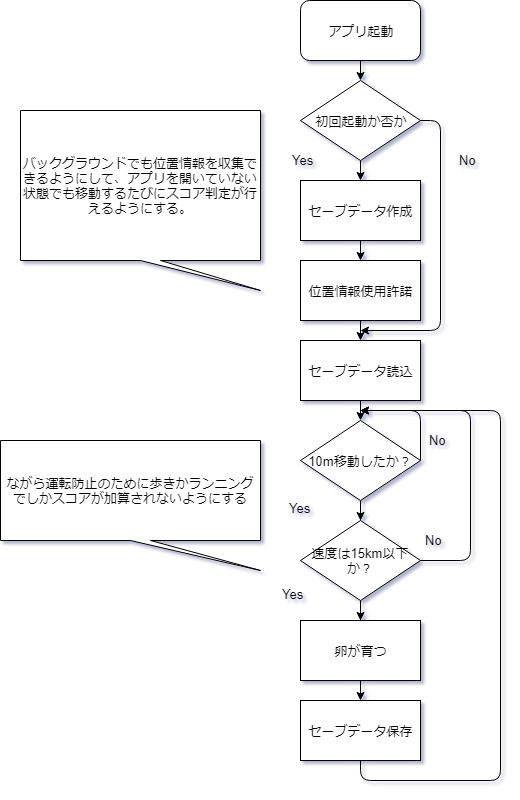 アプリ起動
初回起動か否か
Yes
No
セーブデータ作成
バックグラウンドでも位置情報を収集で
きるようにして、アプリを開いていない
状態でも移動するたびにスコア判定が行
えるようにする。
位置情報使用許諾
セーブデータ読込
10m移動したか？
No
Yes
ながら運転防止のために歩きかランニング
でしかスコアが加算されないようにする
速度は15km以下
か？
No
Yes
卵が育つ
セーブデータ保存